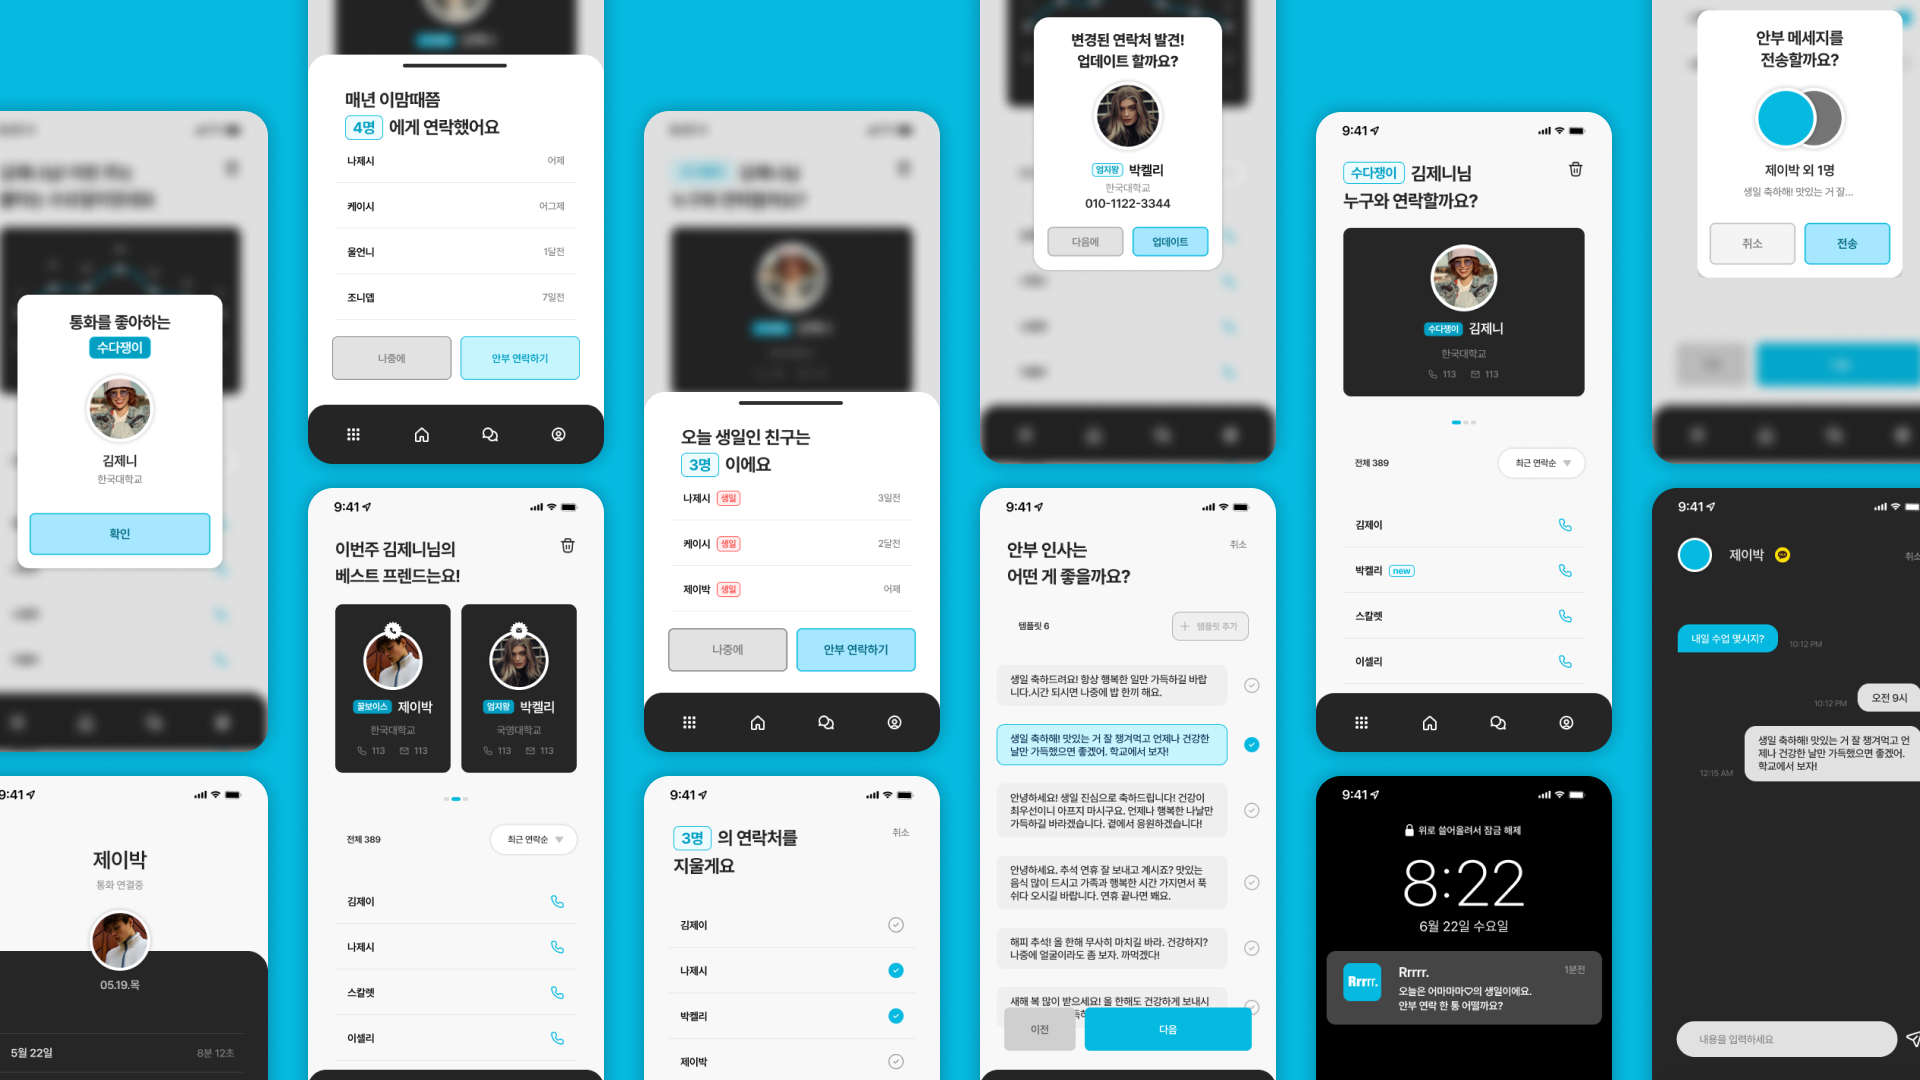 통화를 좋아하는
수다쟁이
김제니
한국대학교
확인
9:41
제이박
통화 연결중
05.19.목
5월 22일
8분 12초
매년 이맘때쯤
4명 에게 연락했어요
나제시 어제
케이시 어그제
울언니 1달전
조니뎁 7일전
나중에 안부 연락하기
9:41
이번주 김제니님의
베스트 프렌드는요!
꿀보이스 제이박
한국대학교
113 113
엄지왕 박켈리
국영대학교
113 113
전체 389
최근 연락순
김제이
나제시
스칼렛
이셀리
오늘 생일인 친구는
3명 이에요
나제시 생일 3일전
케이시 생일 2달전
제이박 생일 어제
나중에 안부 연락하기
9:41
3명 의 연락처를
지울게요
취소
김제이
나제시
박켈리
제이박
변경된 연락처 발견!
업데이트 할까요?
엄지왕 박켈리
한국대학교
010-1122-3344
다음에 업데이트
9:41
안부 인사는
어떤 게 좋을까요?
취소
템플릿 6
템플릿 추가
생일 축하드려요! 항상 행복한 일만 가득하길 바랍
니다.시간 되시면 나중에 밥 한끼 해요.
생일 축하해! 맛있는 거 잘 챙겨먹고 언제나 건강한
날만 가득했으면 좋겠어. 학교에서 보자!
안녕하세요! 생일 진심으로 축하드립니다! 건강이
최우선이니 아프지 마시구요. 언제나 행복한 나날만
가득하길 바라겠습니다. 곁에서 응원하겠습니다!
안녕하세요. 추석 연휴 잘 보내고 계시죠? 맛있는
음식 많이 드시고 가족과 행복한 시간 가지면서 푹
쉬다 오시길 바랍니다. 연휴 끝나면 봬요.
해피 추석! 올 한해 무사히 마치길 바라. 건강하지?
나중에 얼굴이라도 좀 보자. 까먹겠다!
새해 복 많이 받으세요! 올 한해도 건강하게 보내시
이전 다음
9:41
수다쟁이 김제니님
누구와 연락할까요?
수다쟁이 김제니
한국대학교
113 113
전체 389
최근 연락순
김제이
박켈리 new
스칼렛
이셀리
9:41
위로 쓸어올려서 잠금 해제
8:22
6월 22일 수요일
Rrrrr.
Rrrrr.
1분전
오늘은 어마마마♡의 생일이에요.
안부 연락 한 통 어떨까요?
안부 메세지를
전송할까요?
제이박 외 1명
생일 축하해! 맛있는 거 잘...
취소 전송
9:41
제이박
취소
내일 수업 몇시지?
10:12 PM
10:12 PM
오전 9시
생일 축하해! 맛있는 거 잘 챙겨먹고 언
제나 건강한 날만 가득했으면 좋겠어.
학교에서 보자!
12:15 AM
내용을 입력하세요